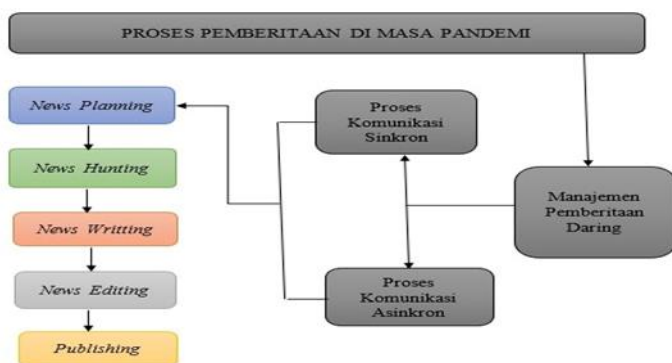 PROSES PEMBERITAAN DI MASA PANDEMI
News Planning
News Hunting
News Writting
News Editing
Publishing
Proses
Komunikasi
Sinkron
Proses
Komunikasi
Asinkron
Manajemen
Pemberitaan
Daring